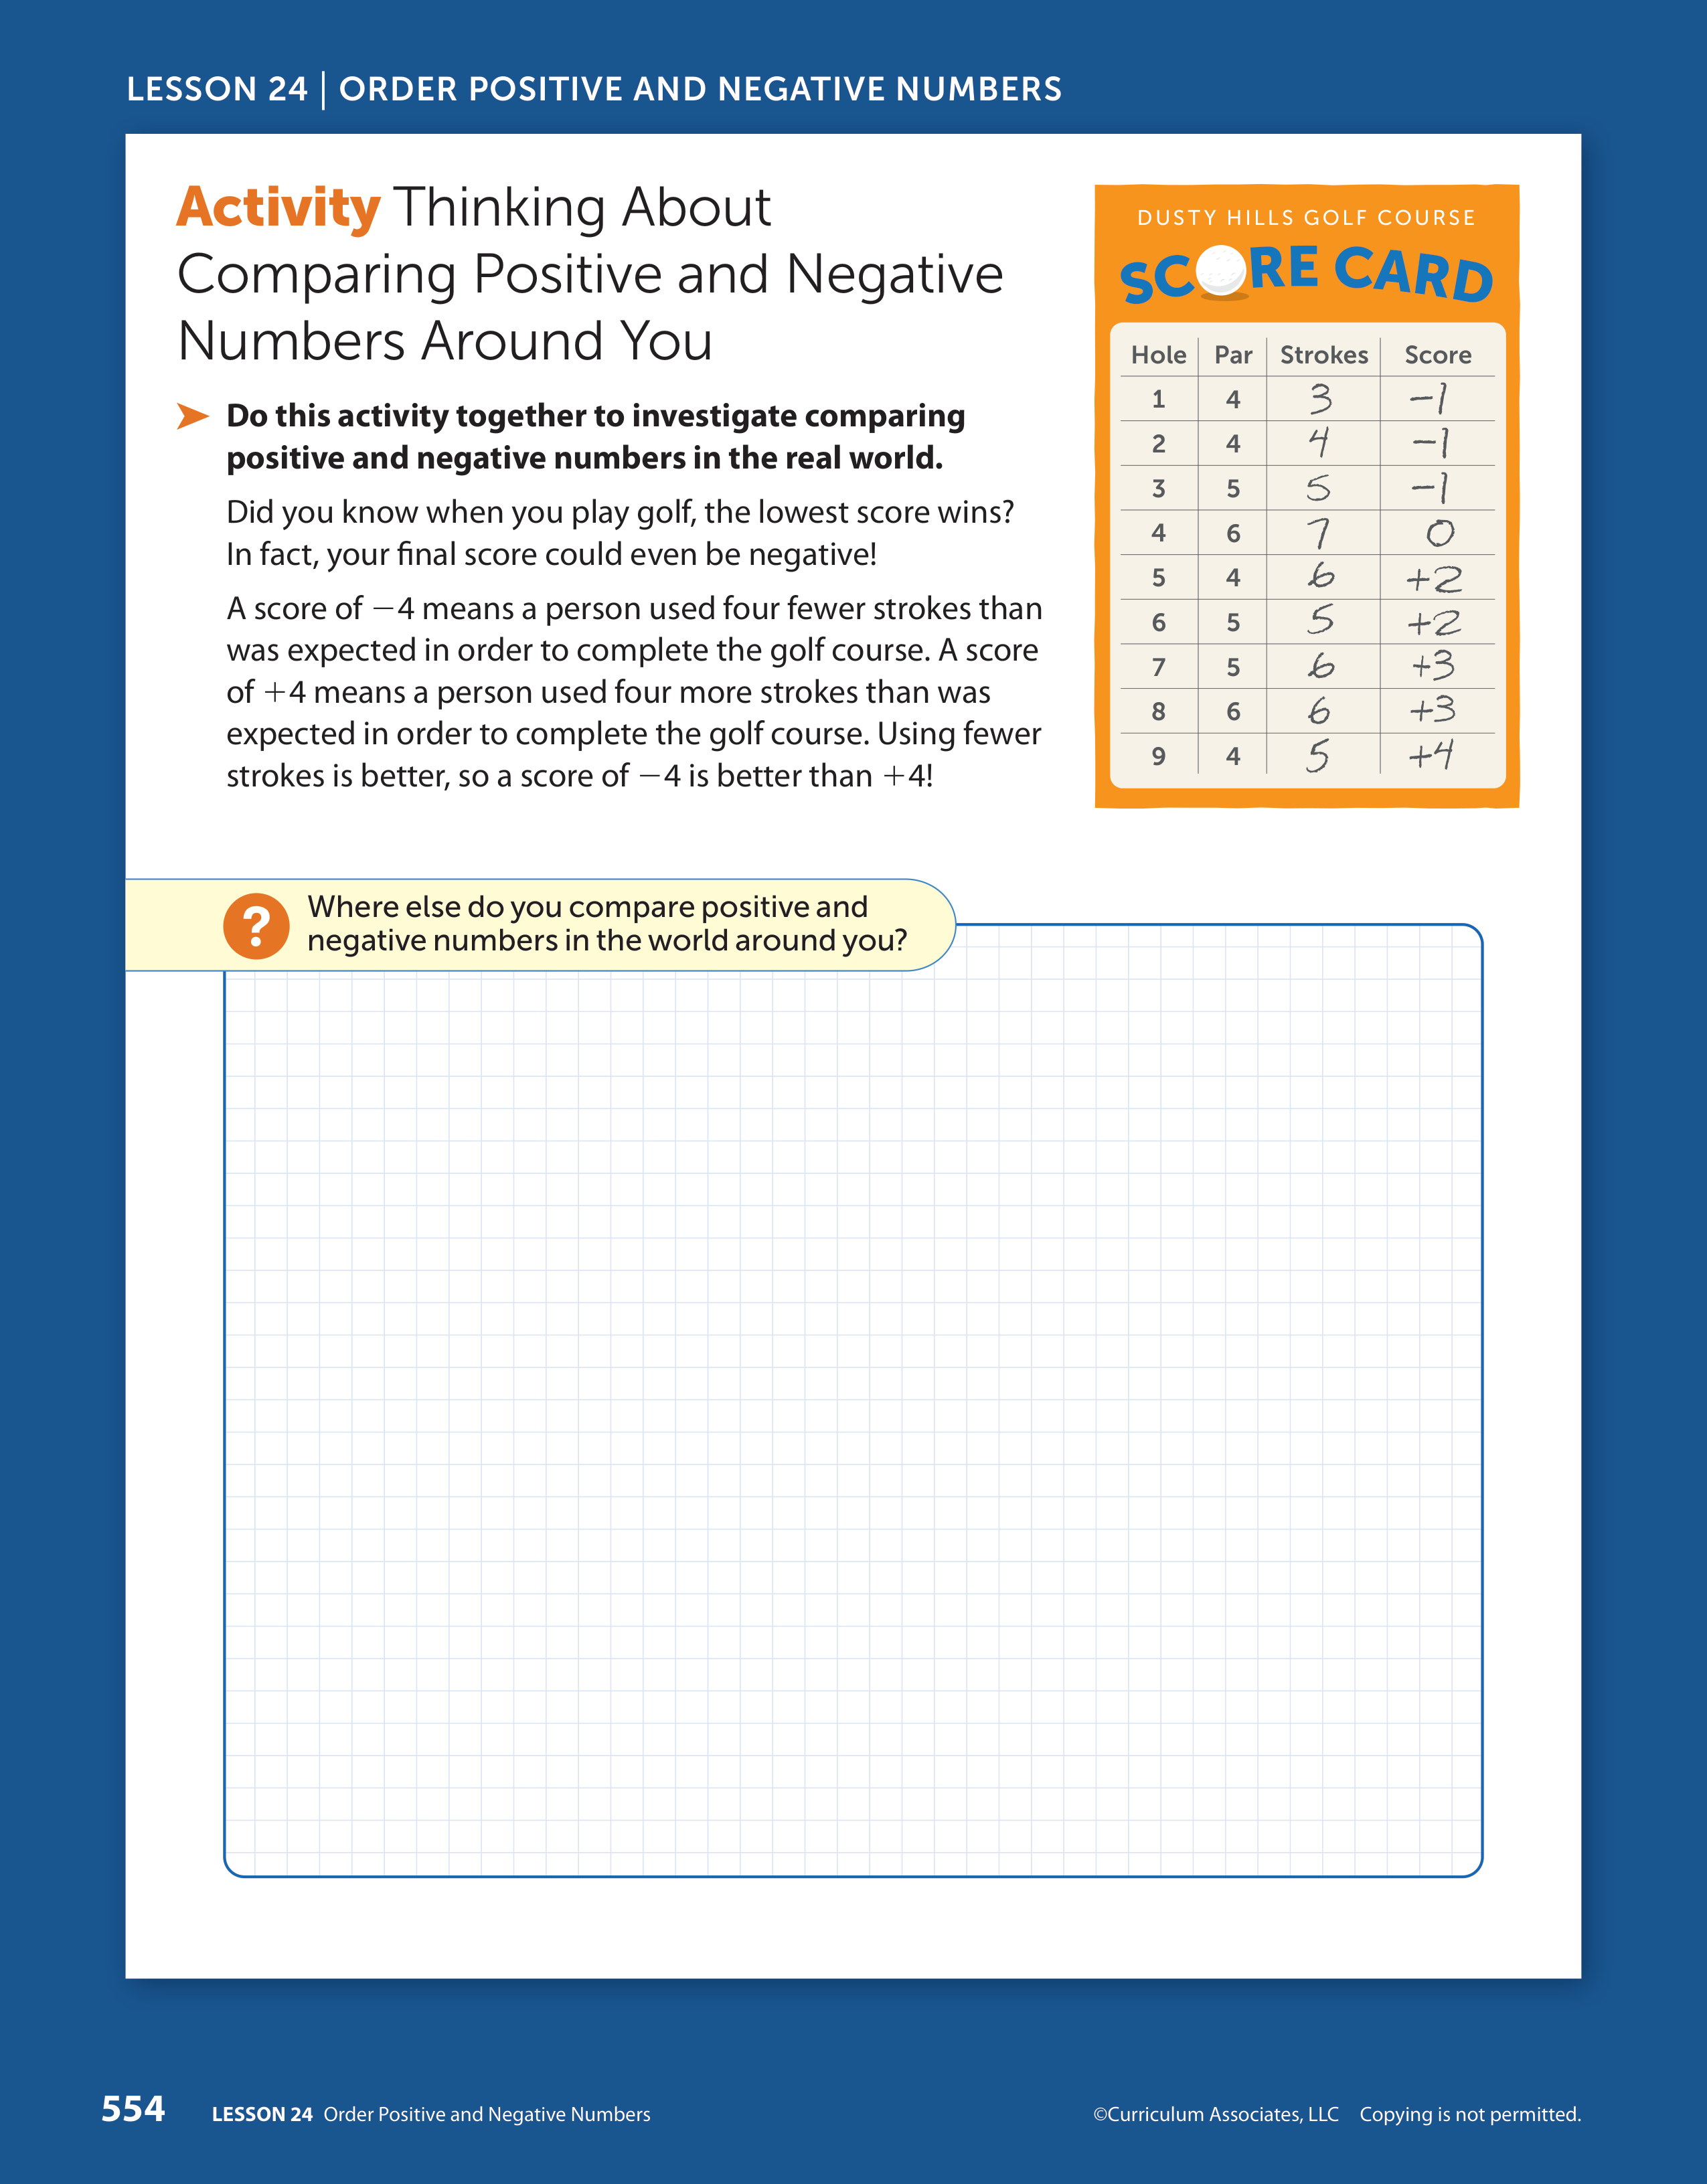 LESSON 24 | ORDER POSITIVE AND NEGATIVE NUMBERS
Activity Thinking About
Comparing Positive and Negative
Numbers Around You
➤ Do this activity together to investigate comparing
positive and negative numbers in the real world.
Did you know when you play golf, the lowest score wins?
In fact, your final score could even be negative!
A score of −4 means a person used four fewer strokes than
was expected in order to complete the golf course. A score
of +4 means a person used four more strokes than was
expected in order to complete the golf course. Using fewer
strokes is better, so a score of −4 is better than +4!
DUSTY HILLS GOLF COURSE
SCORE CARD
Hole Par Strokes Score
1 4 3 −1
2 4 4 −1
3 5 5 −1
4 6 7 0
5 4 6 +2
6 5 5 +2
7 5 6 +3
8 6 6 +3
9 4 5 +4
? Where else do you compare positive and
negative numbers in the world around you?
554 LESSON 24 Order Positive and Negative Numbers ©Curriculum Associates, LLC Copying is not permitted.